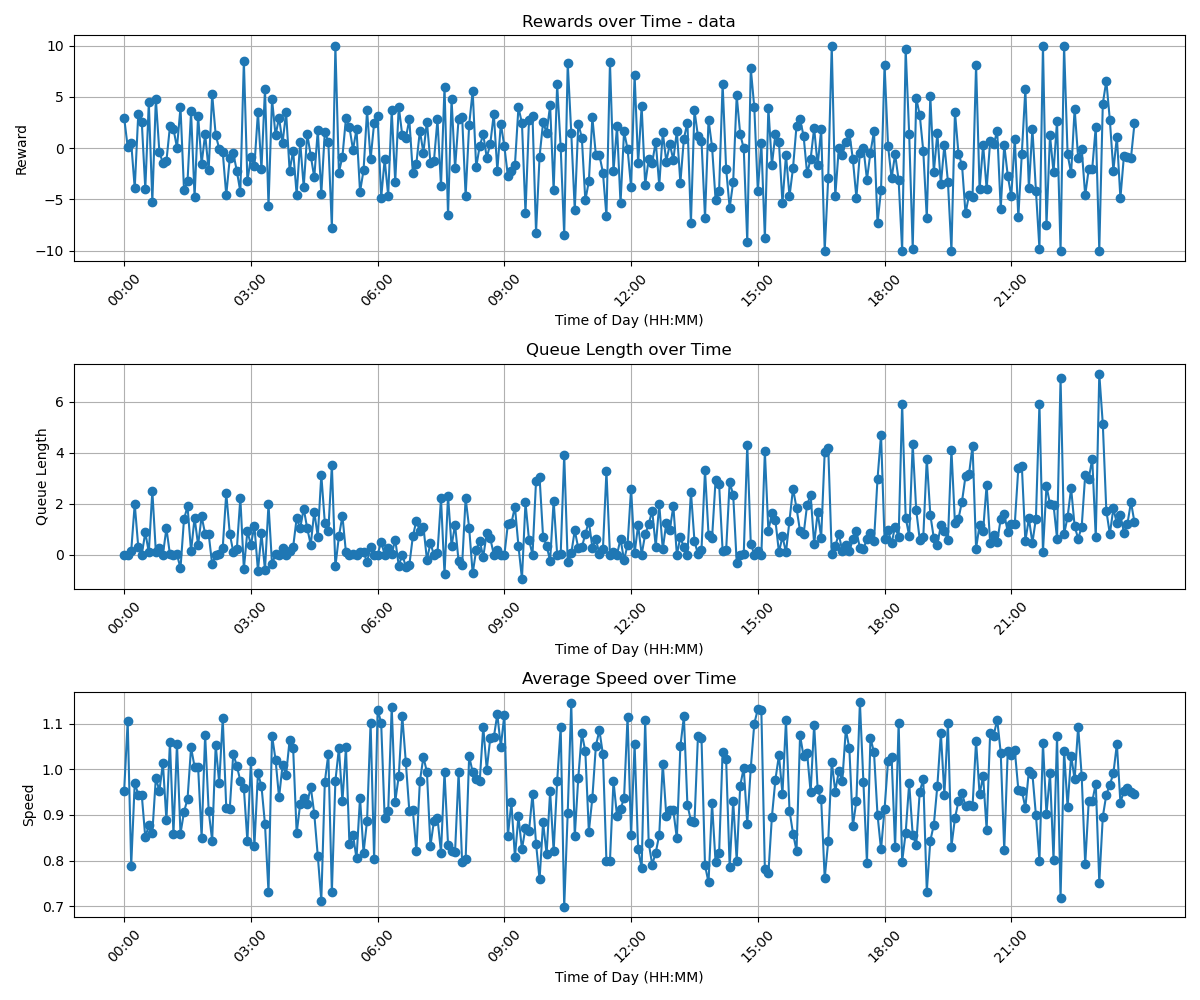 Rewards over Time - data
Reward
10
5
0
−5
−10
00:00 03:00 06:00 09:00 12:00 15:00 18:00 21:00
Time of Day (HH:MM)
Queue Length over Time
Queue Length
6
4
2
0
00:00 03:00 06:00 09:00 12:00 15:00 18:00 21:00
Time of Day (HH:MM)
Average Speed over Time
Speed
1.1
1.0
0.9
0.8
0.7
00:00 03:00 06:00 09:00 12:00 15:00 18:00 21:00
Time of Day (HH:MM)